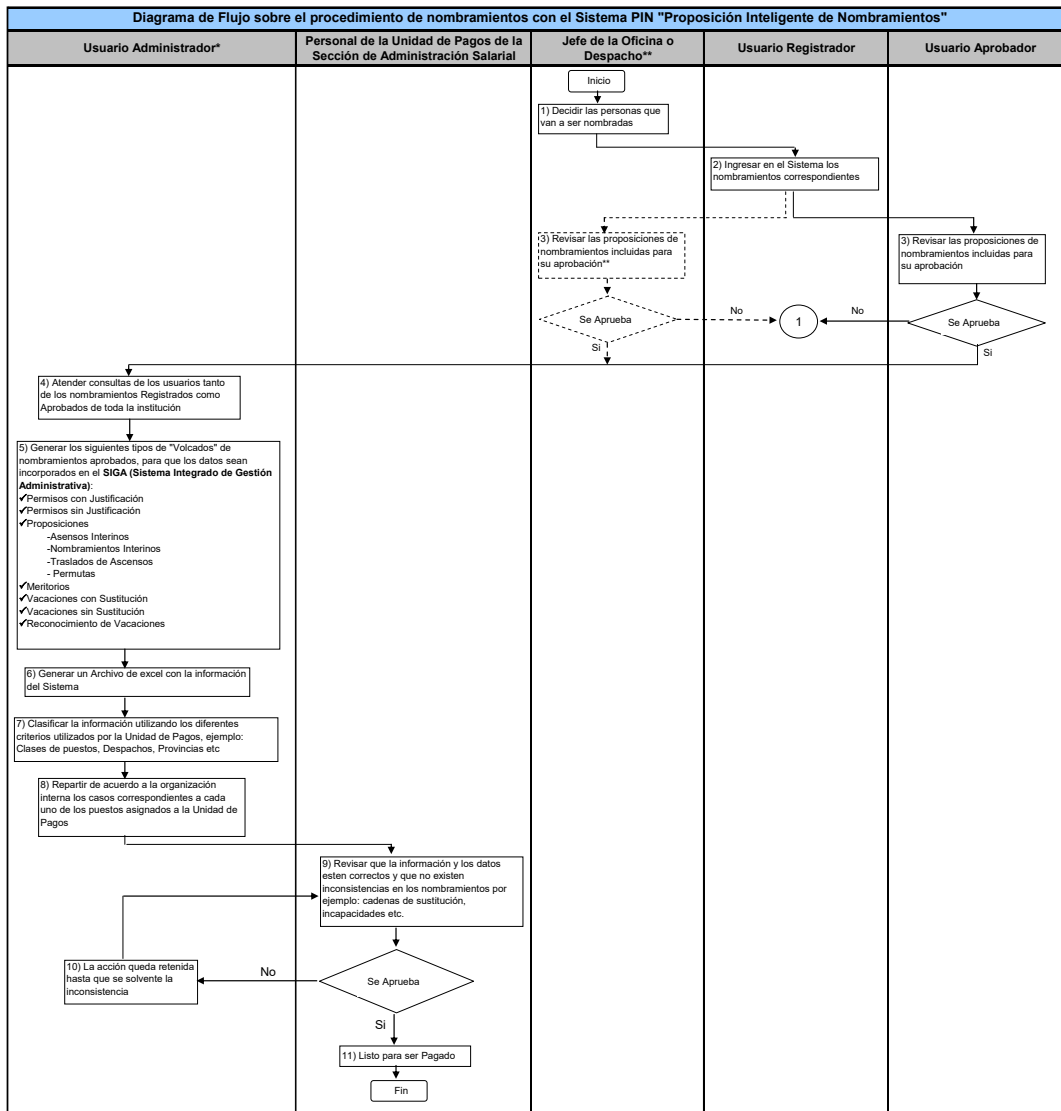 Diagrama de Flujo sobre el procedimiento de nombramientos con el Sistema PIN "Proposición Inteligente de Nombramientos"
Usuario Administrador*
Personal de la Unidad de Pagos de la
Sección de Administración Salarial
Jefe de la Oficina o
Despacho**
Usuario Registrador
Usuario Aprobador
Inicio
1) Decidir las personas que
van a ser nombradas
2) Ingresar en el Sistema los
nombramientos correspondientes
3) Revisar las proposiciones de
nombramientos incluidas para
su aprobación**
3) Revisar las proposiciones de
nombramientos incluidas para
su aprobación
Se Aprueba
No
1
No
Se Aprueba
Si
Si
4) Atender consultas de los usuarios tanto
de los nombramientos Registrados como
Aprobados de toda la institución
5) Generar los siguientes tipos de "Volcados" de
nombramientos aprobados, para que los datos sean
incorporados en el SIGA (Sistema Integrado de Gestión
Administrativa):
✓Permisos con Justificación
✓Permisos sin Justificación
✓Proposiciones
-Asensos Interinos
-Nombramientos Interinos
-Traslados de Ascensos
- Permutas
✓Meritorios
✓Vacaciones con Sustitución
✓Vacaciones sin Sustitución
✓Reconocimiento de Vacaciones
6) Generar un Archivo de excel con la información
del Sistema
7) Clasificar la información utilizando los diferentes
criterios utilizados por la Unidad de Pagos, ejemplo:
Clases de puestos, Despachos, Provincias etc
8) Repartir de acuerdo a la organización
interna los casos correspondientes a cada
uno de los puestos asignados a la Unidad de
Pagos
9) Revisar que la información y los datos
esten correctos y que no existen
inconsistencias en los nombramientos por
ejemplo: cadenas de sustitución,
incapacidades etc.
10) La acción queda retenida
hasta que se solvente la
inconsistencia
No
Se Aprueba
Si
11) Listo para ser Pagado
Fin